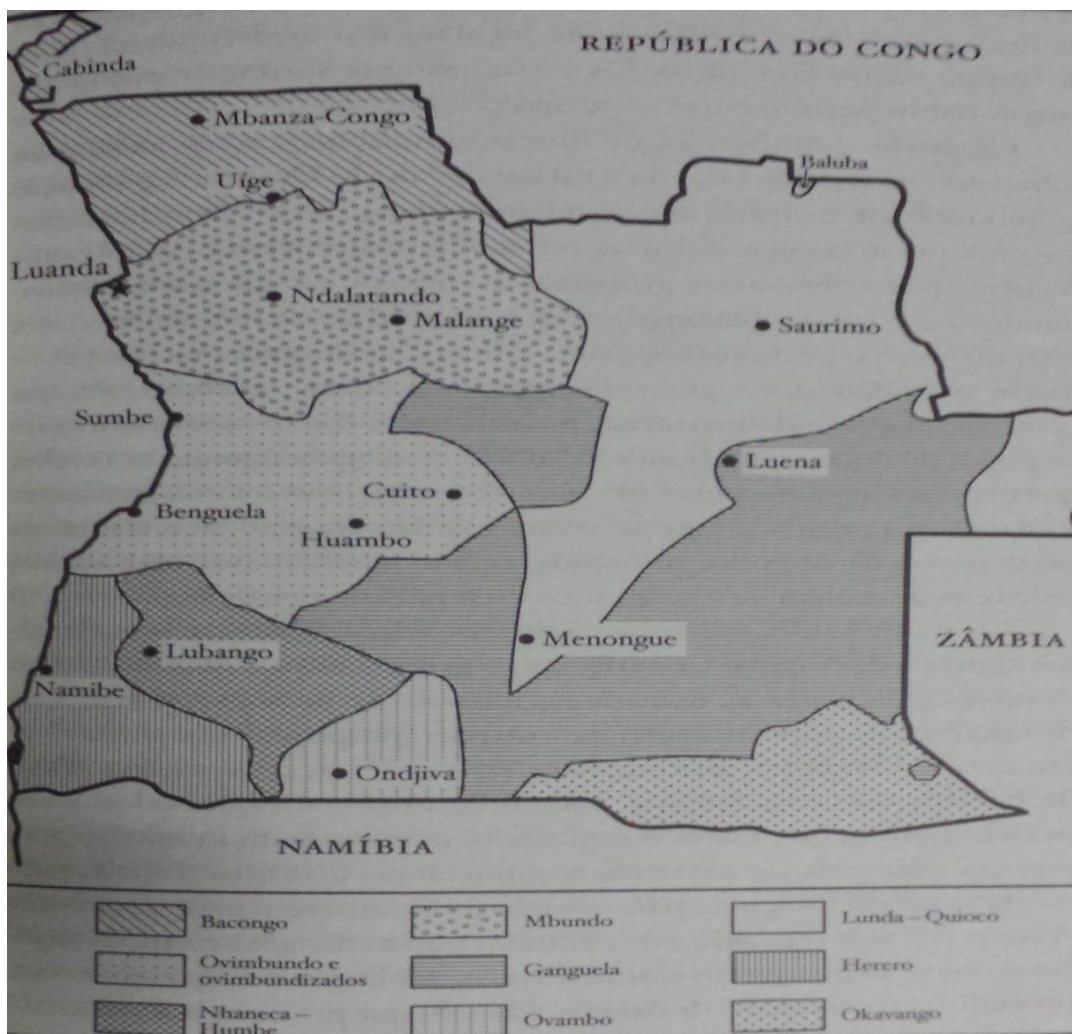 REPÚBLICA DO CONGO
Cabinda
Mbanza-Congo
Baluba
Uíge
Luanda
Ndalatando
Malange
Saurimo
Sumbe
Luena
Cuito
Benguela
Huambo
Menongue
ZÂMBIA
Lubango
Namibe
Ondjiva
NAMÍBIA
Bacongo
Mbundo
Lunda – Quioco
Ovimbundo e
ovimbundizados
Ganguela
Herero
Nhaneca –
Humbe
Ovambo
Okavango